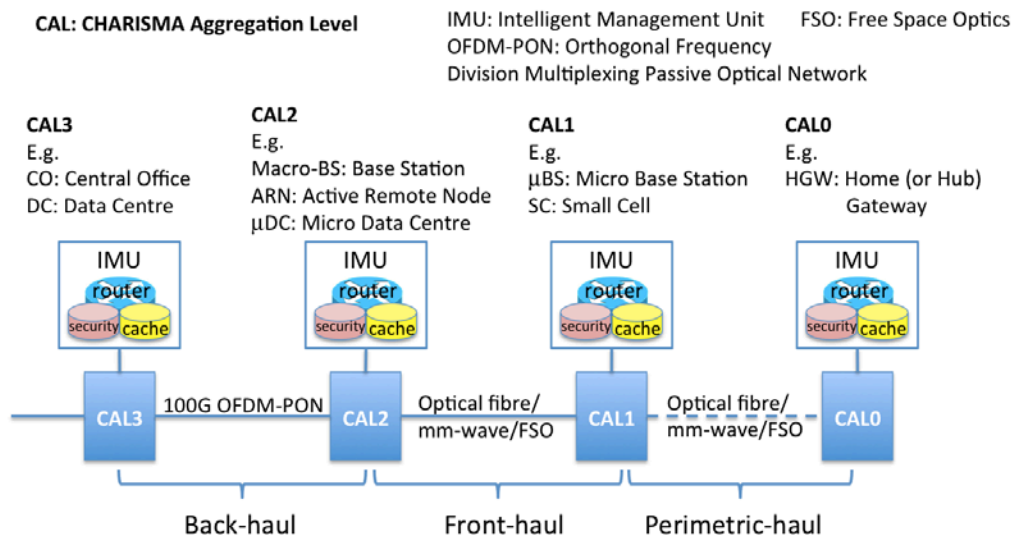 CAL: CHARISMA Aggregation Level
IMU: Intelligent Management Unit
FSO: Free Space Optics
OFDM-PON: Orthogonal Frequency
Division Multiplexing Passive Optical Network
CAL3
E.g.
CO: Central Office
DC: Data Centre
CAL2
E.g.
Macro-BS: Base Station
ARN: Active Remote Node
μDC: Micro Data Centre
CAL1
E.g.
μBS: Micro Base Station
SC: Small Cell
CAL0
E.g.
HGW: Home (or Hub)
Gateway
IMU
router
security
cache
IMU
router
security
cache
IMU
router
security
cache
IMU
router
security
cache
CAL3
100G OFDM-PON
CAL2
Optical fibre/
mm-wave/FSO
CAL1
Optical fibre/
mm-wave/FSO
CAL0
Back-haul
Front-haul
Perimetric-haul